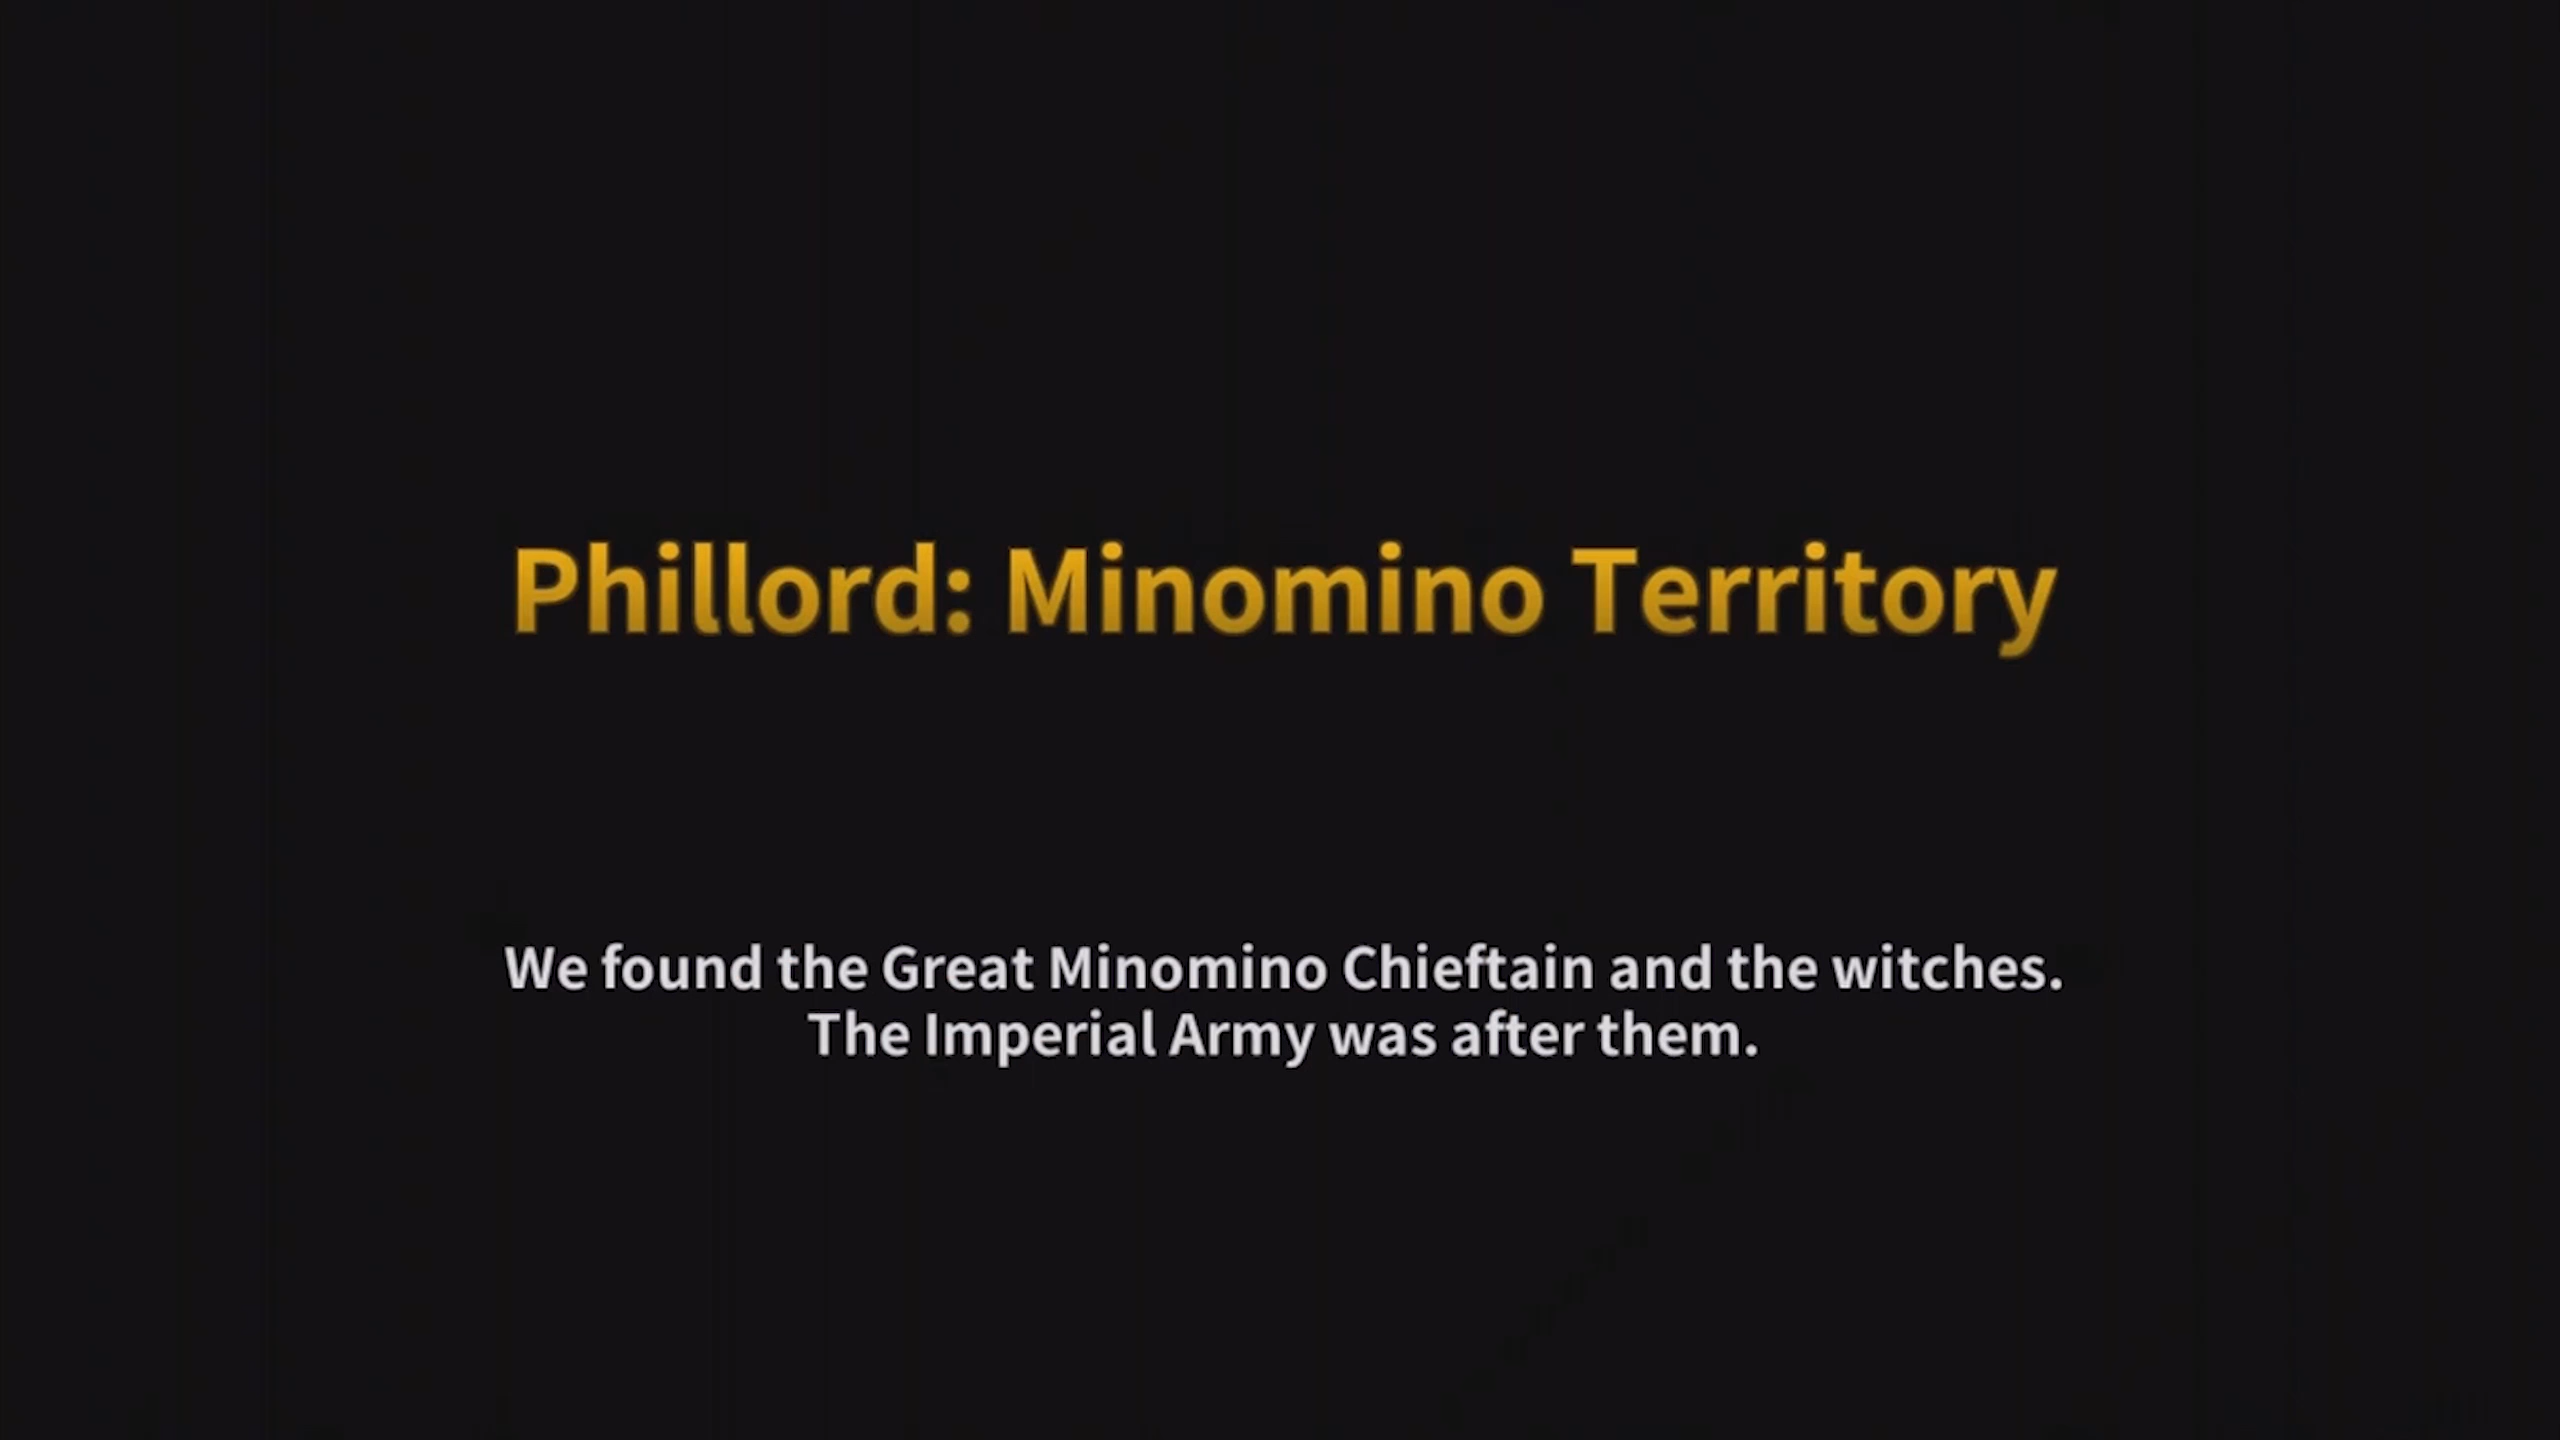 Phillord: Minomino Territory
We found the Great Minomino Chieftain and the witches.
The Imperial Army was after them.